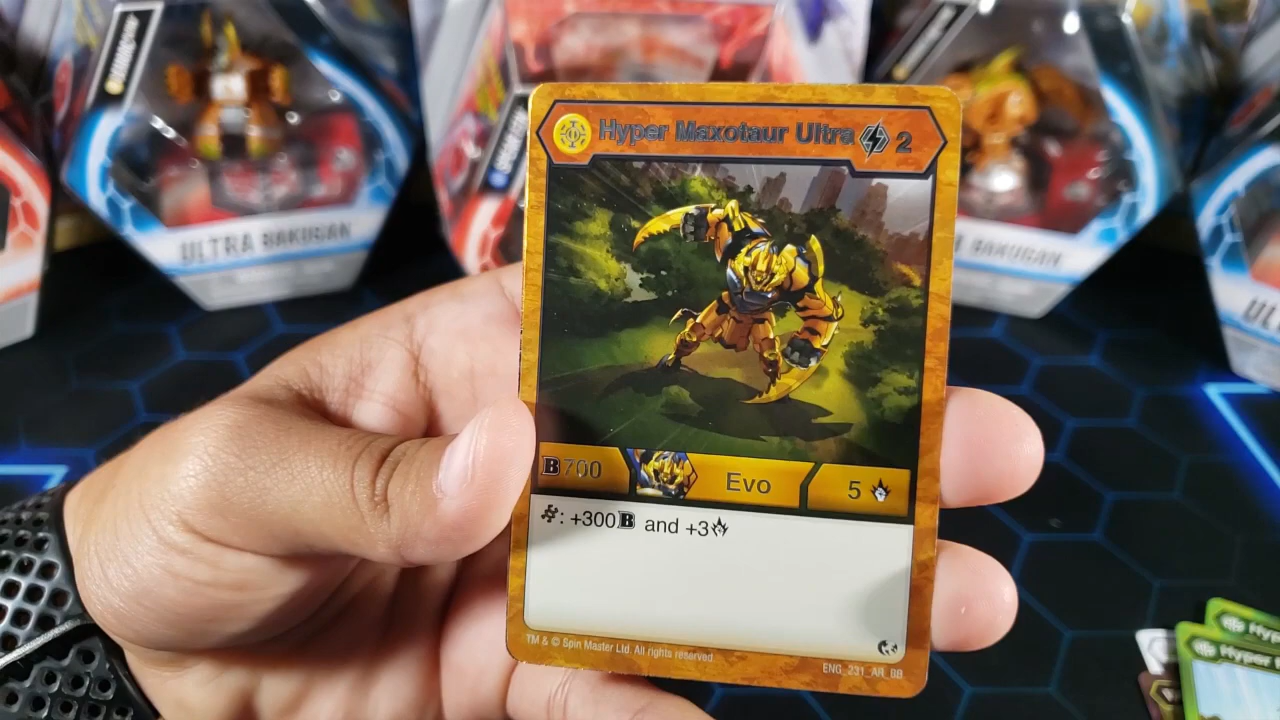 ULTRA BAKUGAN
BAKUGAN
Hyper Maxotaur Ultra 2
B700
Evo
5
: +300B and +3
TM & © Spin Master Ltd. All rights reserved
ENG_231_AR_BB
Hyper